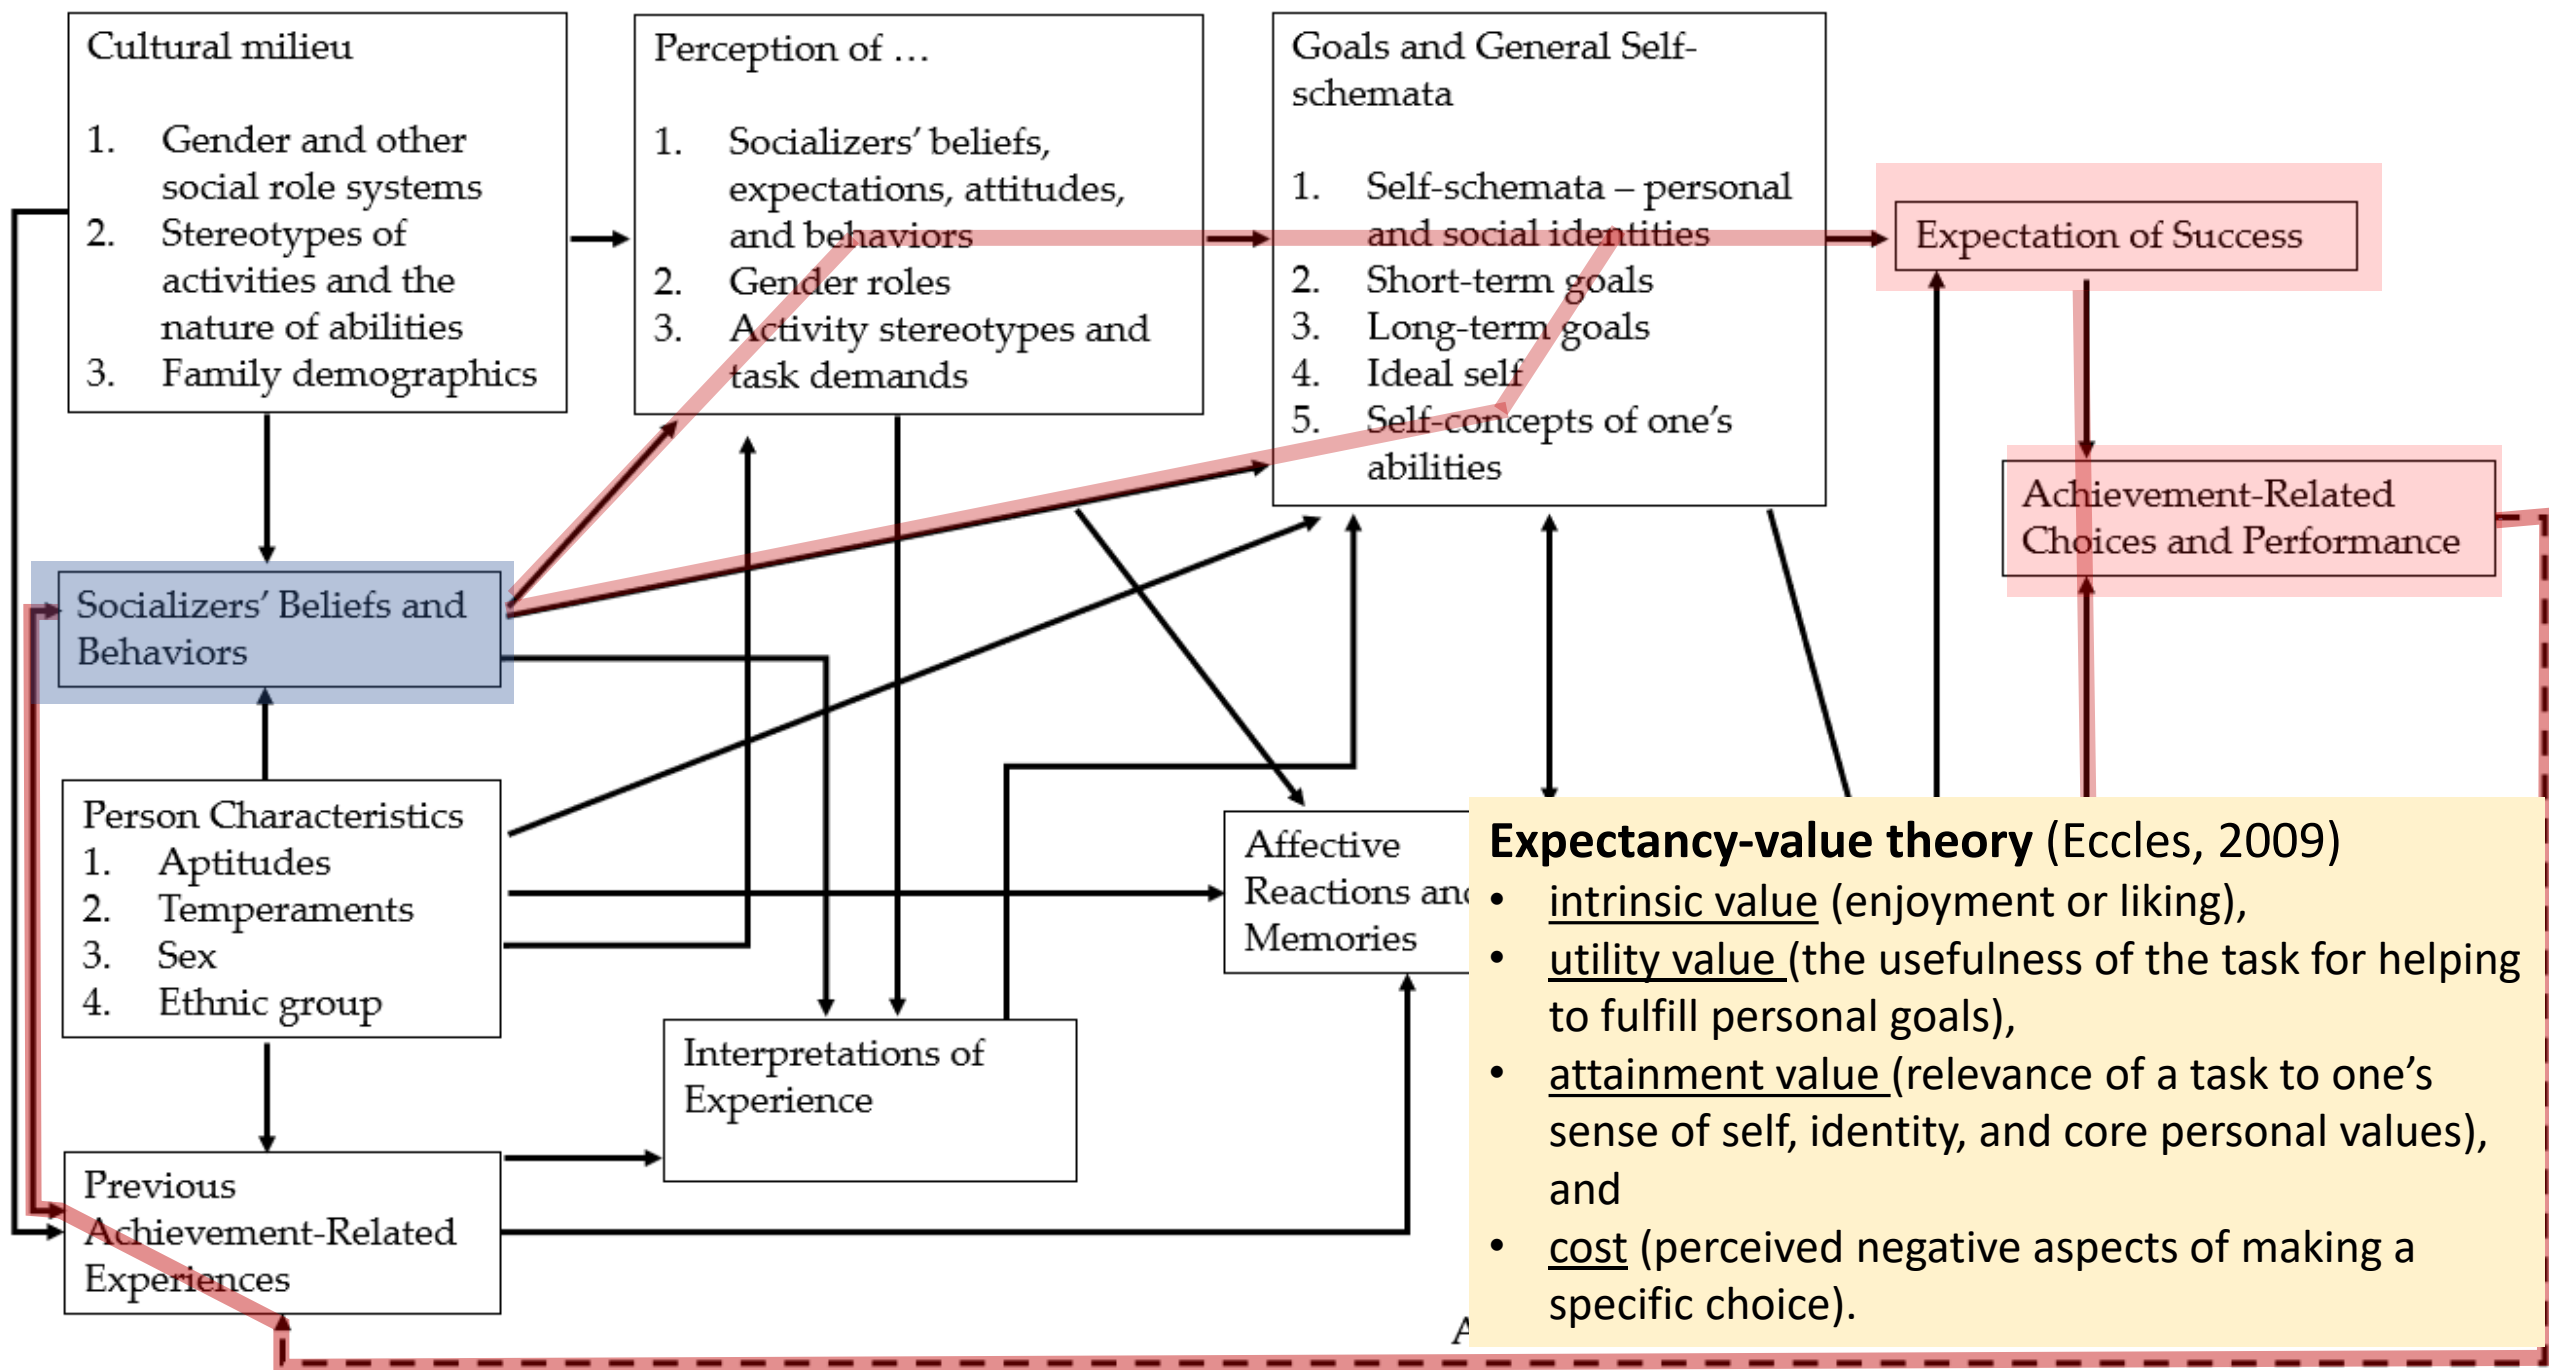 Cultural milieu
1. Gender and other
social role systems
2. Stereotypes of
activities and the
nature of abilities
3. Family demographics
Perception of …
1. Socializers’ beliefs,
expectations, attitudes,
and behaviors
2. Gender roles
3. Activity stereotypes and
task demands
Goals and General Self-
schemata
1. Self-schemata – personal
and social identities
2. Short-term goals
3. Long-term goals
4. Ideal self
5. Self-concepts of one’s
abilities
Expectation of Success
Achievement-Related
Choices and Performance
Socializers’ Beliefs and
Behaviors
Person Characteristics
1. Aptitudes
2. Temperaments
3. Sex
4. Ethnic group
Previous
Achievement-Related
Experiences
Interpretations of
Experience
Affective
Reactions and
Memories
Expectancy-value theory (Eccles, 2009)
• intrinsic value (enjoyment or liking),
• utility value (the usefulness of the task for helping
to fulfill personal goals),
• attainment value (relevance of a task to one’s
sense of self, identity, and core personal values),
and
• cost (perceived negative aspects of making a
specific choice).